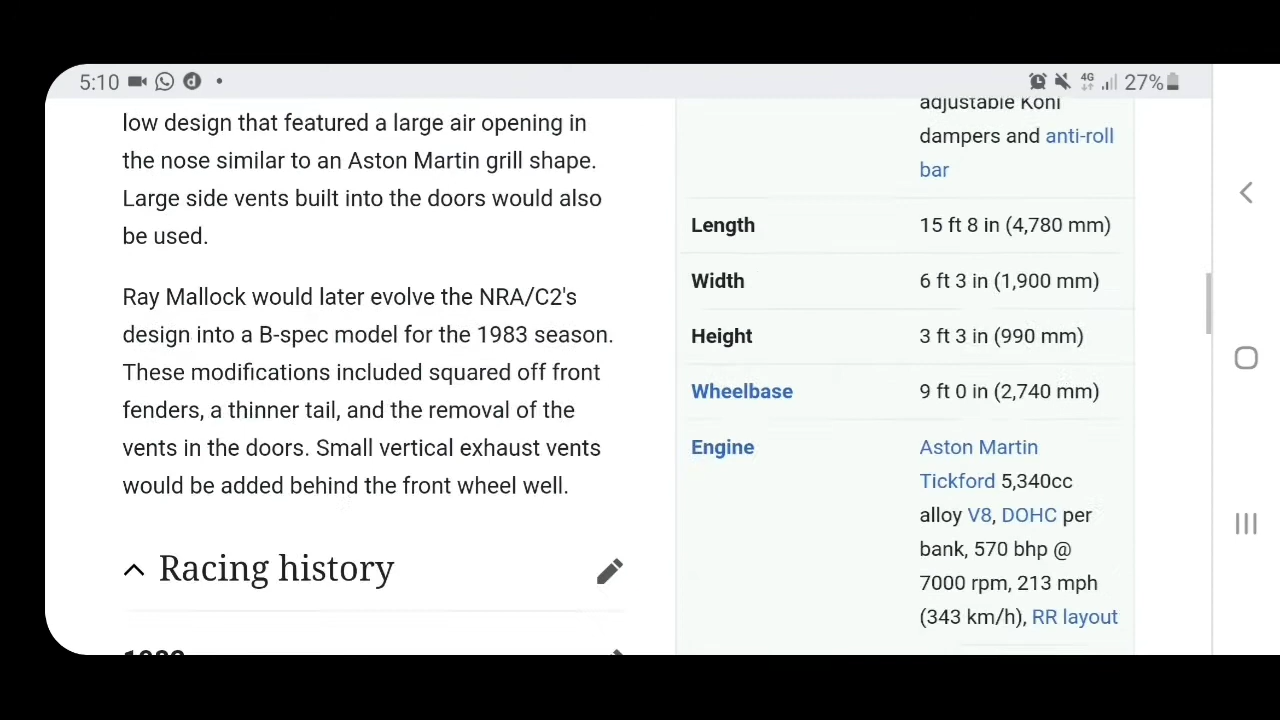 5:10
4G 27%
low design that featured a large air opening in
the nose similar to an Aston Martin grill shape.
Large side vents built into the doors would also
be used.
Ray Mallock would later evolve the NRA/C2's
design into a B-spec model for the 1983 season.
These modifications included squared off front
fenders, a thinner tail, and the removal of the
vents in the doors. Small vertical exhaust vents
would be added behind the front wheel well.
Racing history
adjustable Koni
dampers and anti-roll
bar
Length 15 ft 8 in (4,780 mm)
Width 6 ft 3 in (1,900 mm)
Height 3 ft 3 in (990 mm)
Wheelbase 9 ft 0 in (2,740 mm)
Engine Aston Martin
Tickford 5,340cc
alloy V8, DOHC per
bank, 570 bhp @
7000 rpm, 213 mph
(343 km/h), RR layout